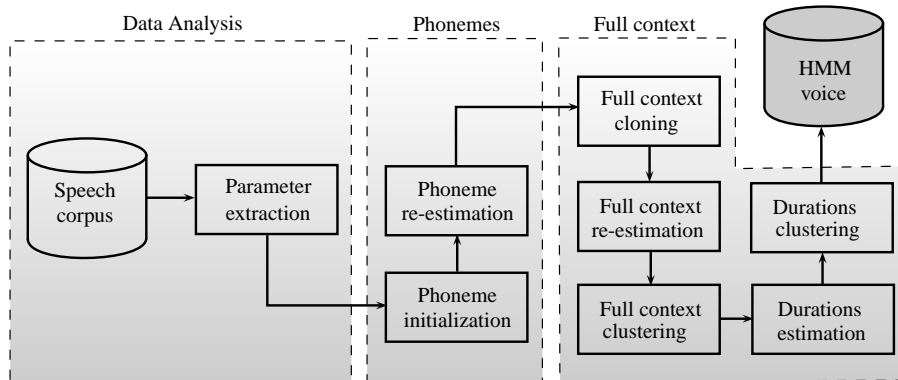 Data Analysis
Phonemes
Full context
Speech
corpus
Parameter
extraction
Phoneme
initialization
Phoneme
re-estimation
Full context
cloning
Full context
re-estimation
Full context
clustering
Durations
estimation
Durations
clustering
HMM
voice